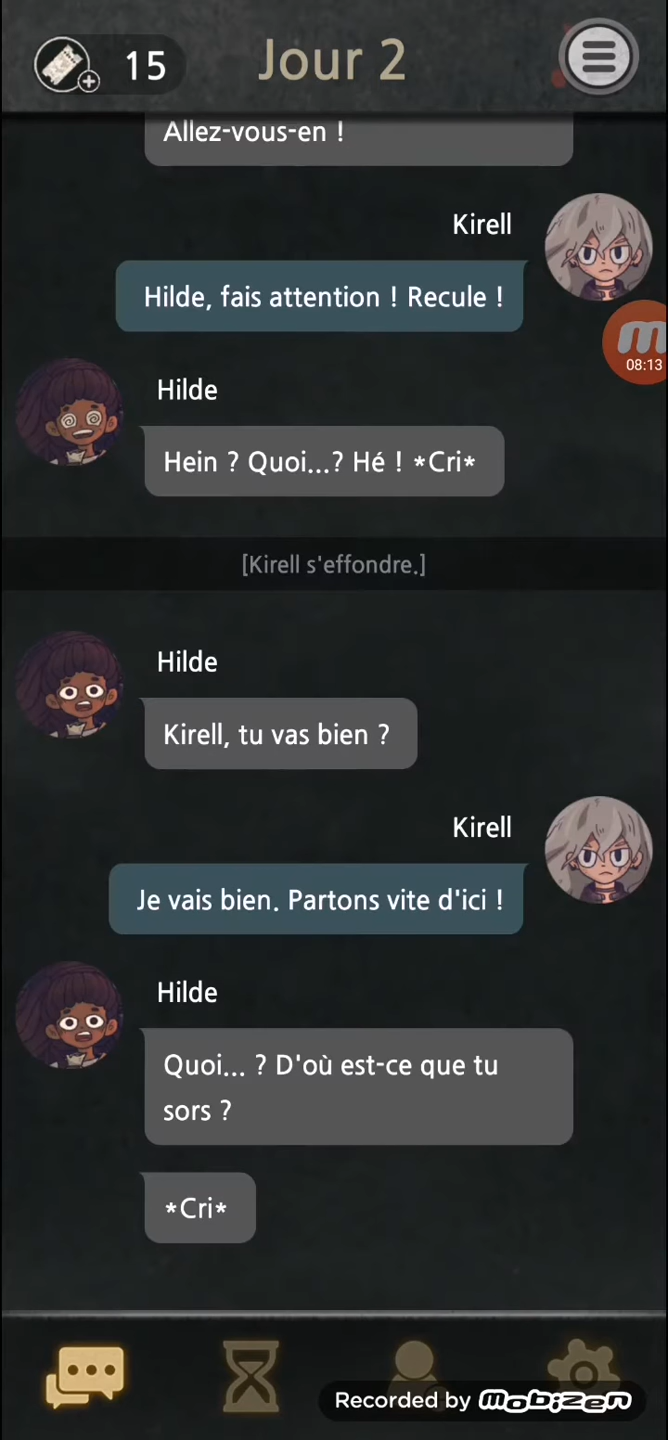 15
Jour 2
Allez-vous-en !
Kirell
Hilde, fais attention ! Recule !
08:13
Hilde
Hein ? Quoi...? Hé ! *Cri*
[Kirell s'effondre.]
Hilde
Kirell, tu vas bien ?
Kirell
Je vais bien. Partons vite d'ici !
Hilde
Quoi... ? D'où est-ce que tu
sors ?
*Cri*
Recorded by mobizen